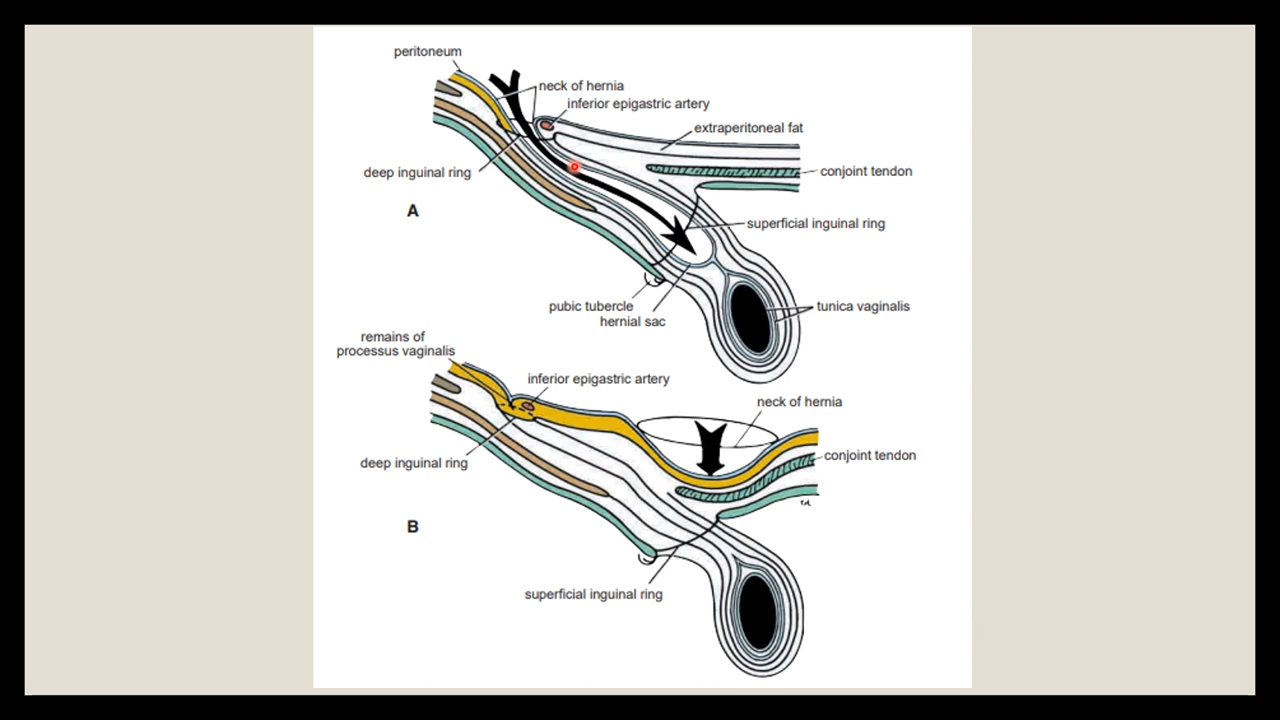 peritoneum
neck of hernia
inferior epigastric artery
extraperitoneal fat
deep inguinal ring
conjoint tendon
A
superficial inguinal ring
pubic tubercle
hernial sac
tunica vaginalis
remains of
processus vaginalis
inferior epigastric artery
neck of hernia
deep inguinal ring
conjoint tendon
B
superficial inguinal ring